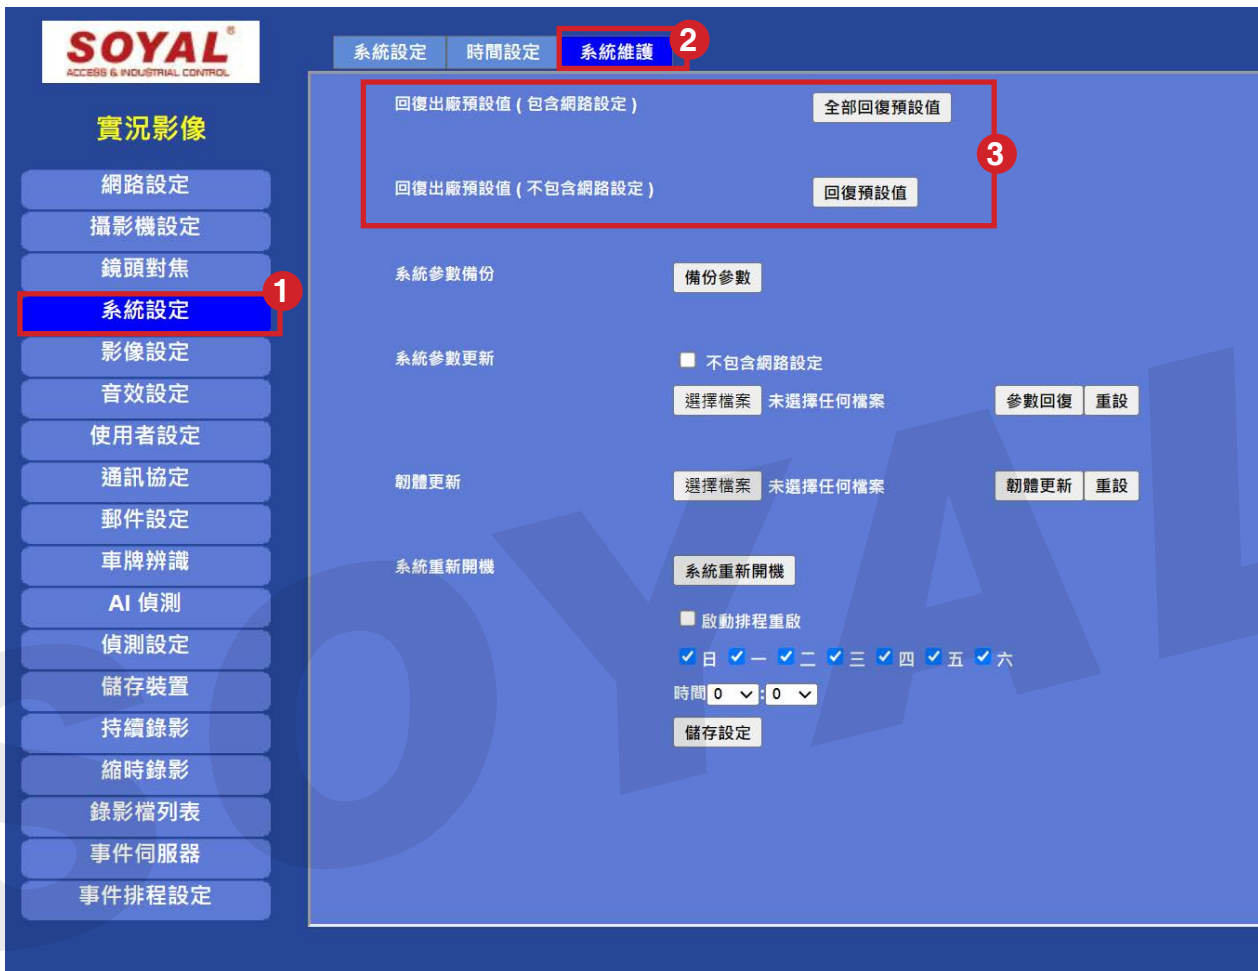 SOYAL®
ACCESS & INDUSTRIAL CONTROL
實況影像
網路設定
攝影機設定
鏡頭對焦
1
系統設定
影像設定
音效設定
使用者設定
通訊協定
郵件設定
車牌辨識
AI 偵測
偵測設定
儲存裝置
持續錄影
縮時錄影
錄影檔列表
事件伺服器
事件排程設定
系統設定 時間設定 系統維護 2
回復出廠預設值 ( 包含網路設定 ) 全部回復預設值
3
回復出廠預設值 ( 不包含網路設定 ) 回復預設值
系統參數備份 備份參數
系統參數更新 不包含網路設定
選擇檔案 未選擇任何檔案 參數回復 重設
韌體更新 選擇檔案 未選擇任何檔案 韌體更新 重設
系統重新開機 系統重新開機
啟動排程重啟
日 一 二 三 四 五 六
時間 0 : 0
儲存設定
SOYAL